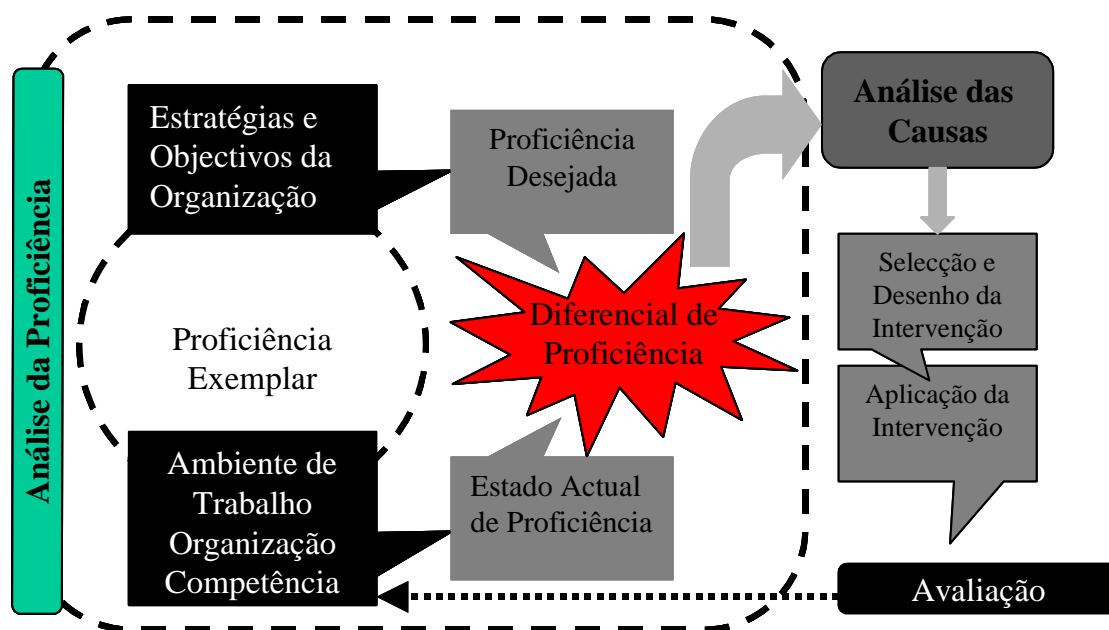 Análise da Proficiência
Estratégias e
Objectivos da
Organização
Proficiência
Desejada
Proficiência
Exemplar
Diferencial de
Proficiência
Ambiente de
Trabalho
Organização
Competência
Estado Actual
de Proficiência
Análise das
Causas
Selecção e
Desenho da
Intervenção
Aplicação da
Intervenção
Avaliação